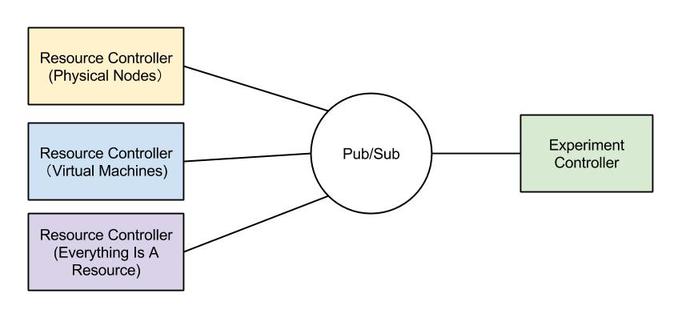 Resource Controller
(Physical Nodes）
Resource Controller
（Virtual Machines)
Resource Controller
(Everything Is A
Resource)
Pub/Sub
Experiment
Controller